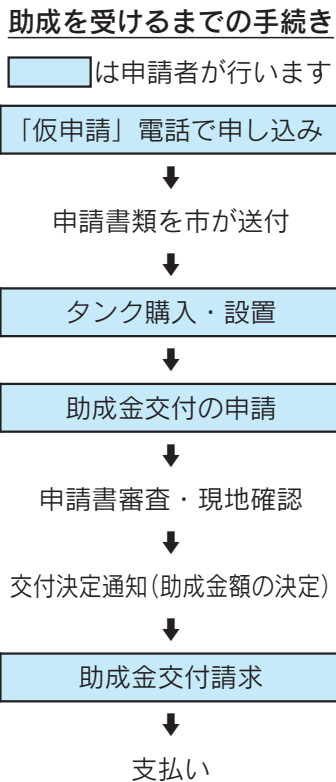 助成を受けるまでの手続き
は申請者が行います
「仮申請」電話で申し込み
申請書類を市が送付
タンク購入・設置
助成金交付の申請
申請書審査・現地確認
交付決定通知(助成金額の決定)
助成金交付請求
支払い